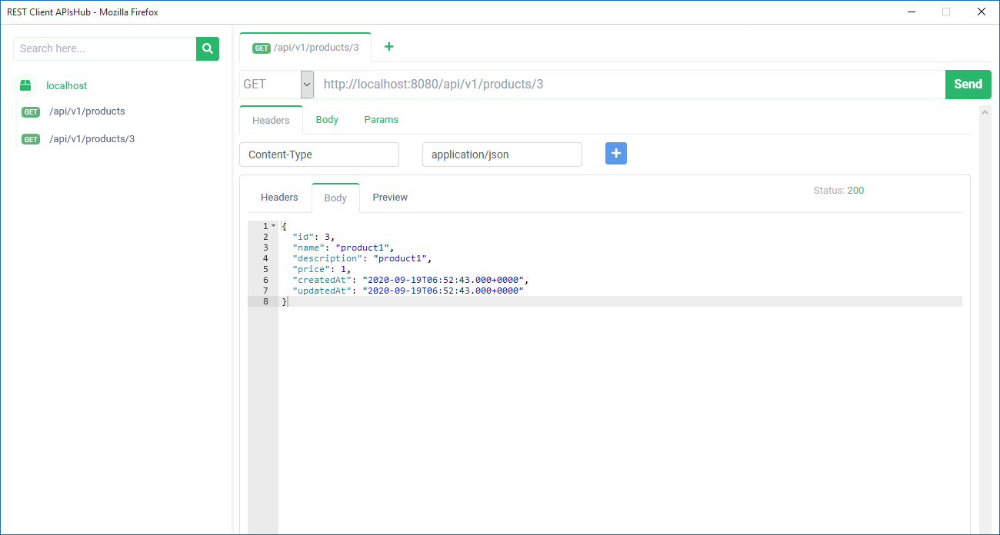 REST Client APIsHub - Mozilla Firefox
Search here...
localhost
GET /api/v1/products
GET /api/v1/products/3
GET /api/v1/products/3
GET http://localhost:8080/api/v1/products/3 Send
Headers Body Params
Content-Type application/json
Headers Body Preview Status: 200
1 {
2 "id": 3,
3 "name": "product1",
4 "description": "product1",
5 "price": 1,
6 "createdAt": "2020-09-19T06:52:43.000+0000",
7 "updatedAt": "2020-09-19T06:52:43.000+0000"
8 }